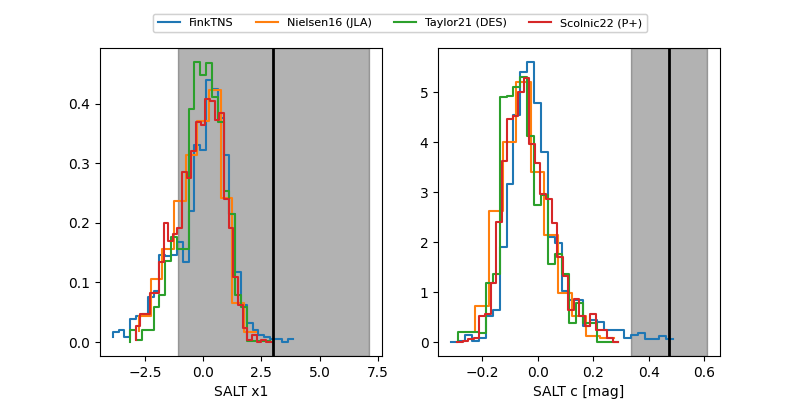 FinkTNS Nielsen16 (JLA) Taylor21 (DES) Scolnic22 (P+)
0.4
0.3
0.2
0.1
0.0
−2.5 0.0 2.5 5.0 7.5
SALT x1
5
4
3
2
1
0
−0.2 0.0 0.2 0.4 0.6
SALT c [mag]